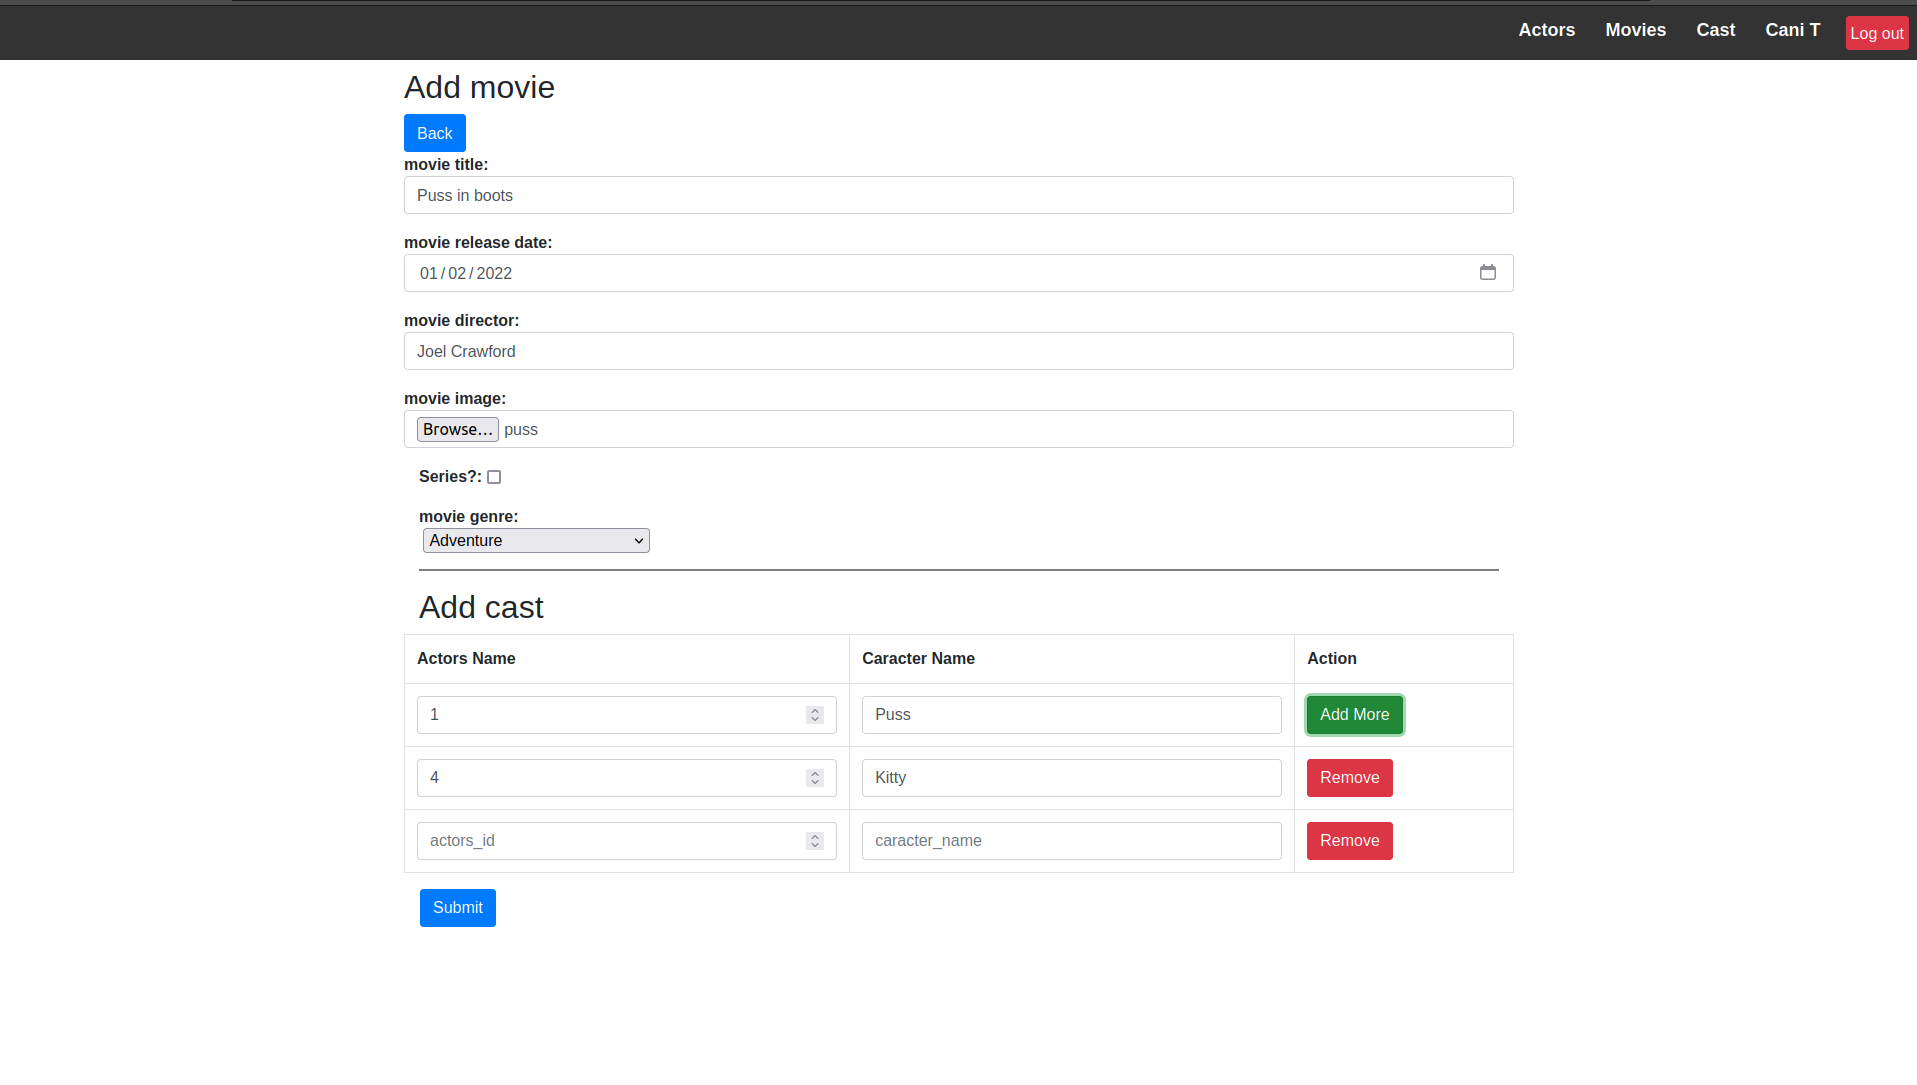 Actors Movies Cast Cani T Log out
Add movie
Back
movie title:
Puss in boots
movie release date:
01 / 02 / 2022
movie director:
Joel Crawford
movie image:
Browse... puss
Series?:
movie genre:
Adventure
Add cast
Actors Name Caracter Name Action
1 Puss Add More
4 Kitty Remove
actors_id caracter_name Remove
Submit